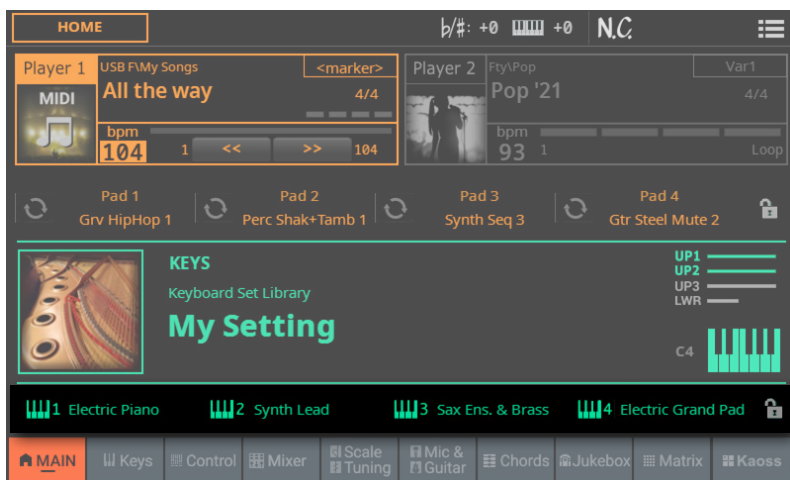 HOME
b/#: +0 +0 N.C.
Player 1 USB F\My Songs <marker>
MIDI All the way 4/4
bpm
104 1 << >> 104
Player 2 Fty\Pop Var1
Pop '21 4/4
bpm
93 1 Loop
Pad 1 Pad 2 Pad 3 Pad 4
Grv HipHop 1 Perc Shak+Tamb 1 Synth Seq 3 Gtr Steel Mute 2
KEYS
Keyboard Set Library
My Setting
UP1
UP2
UP3
LWR
C4
1 Electric Piano 2 Synth Lead 3 Sax Ens. & Brass 4 Electric Grand Pad
MAIN Keys Control Mixer Scale Tuning Mic & Guitar Chords Jukebox Matrix Kaoss